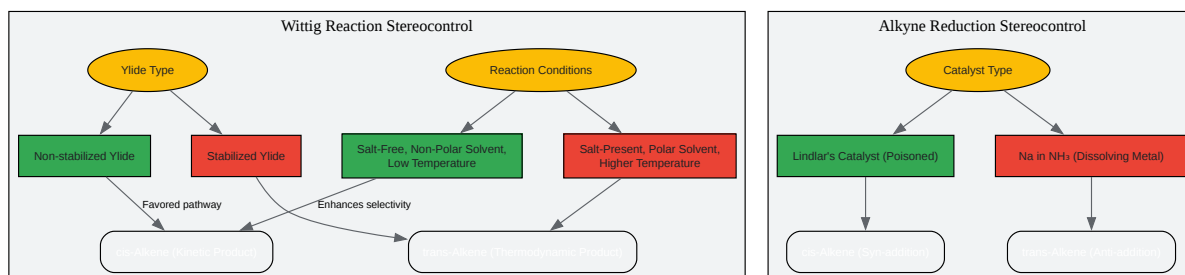 Wittig Reaction Stereocontrol
Alkyne Reduction Stereocontrol
Ylide Type
Reaction Conditions
Catalyst Type
Non-stabilized Ylide
Stabilized Ylide
Salt-Free, Non-Polar Solvent,
Low Temperature
Salt-Present, Polar Solvent,
Higher Temperature
Lindlar's Catalyst (Poisoned)
Na in NH₃ (Dissolving Metal)
Favored pathway
Enhances selectivity
cis-Alkene (Kinetic Product)
trans-Alkene (Thermodynamic Product)
cis-Alkene (Syn-addition)
trans-Alkene (Anti-addition)